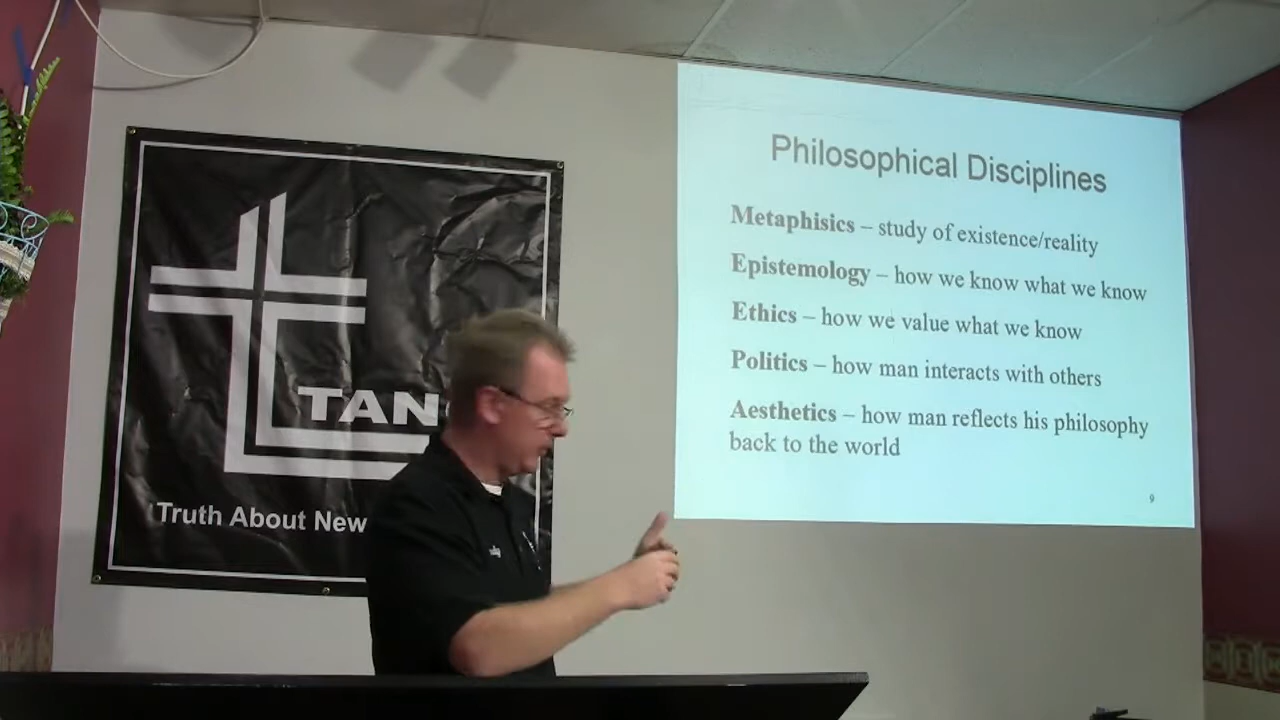 TAN
Truth About New
Philosophical Disciplines
Metaphisics – study of existence/reality
Epistemology – how we know what we know
Ethics – how we value what we know
Politics – how man interacts with others
Aesthetics – how man reflects his philosophy
back to the world
9